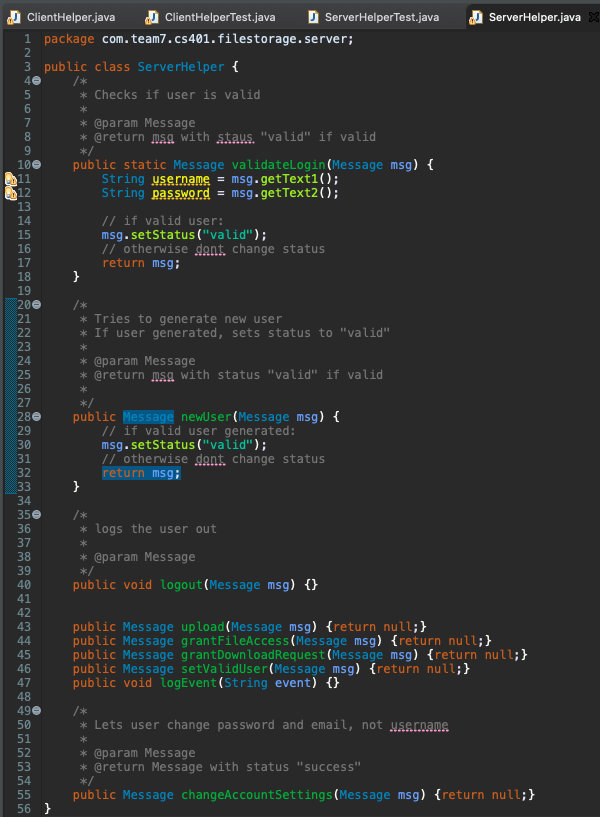 ClientHelper.java ClientHelperTest.java ServerHelperTest.java ServerHelper.java
1 package com.team7.cs401.filestorage.server;
2
3 public class ServerHelper {
4 /*
5 * Checks if user is valid
6 *
7 * @param Message
8 * @return msg with staus "valid" if valid
9 */
10 public static Message validateLogin(Message msg) {
11 String username = msg.getText1();
12 String password = msg.getText2();
13
14 // if valid user:
15 msg.setStatus("valid");
16 // otherwise dont change status
17 return msg;
18 }
19
20 /*
21 * Tries to generate new user
22 * If user generated, sets status to "valid"
23 *
24 * @param Message
25 * @return msg with status "valid" if valid
26 *
27 */
28 public Message newUser(Message msg) {
29 // if valid user generated:
30 msg.setStatus("valid");
31 // otherwise dont change status
32 return msg;
33 }
34
35 /*
36 * logs the user out
37 *
38 * @param Message
39 */
40 public void logout(Message msg) {}
41
42
43 public Message upload(Message msg) {return null;}
44 public Message grantFileAccess(Message msg) {return null;}
45 public Message grantDownloadRequest(Message msg) {return null;}
46 public Message setValidUser(Message msg) {return null;}
47 public void logEvent(String event) {}
48
49 /*
50 * Lets user change password and email, not username
51 *
52 * @param Message
53 * @return Message with status "success"
54 */
55 public Message changeAccountSettings(Message msg) {return null;}
56 }